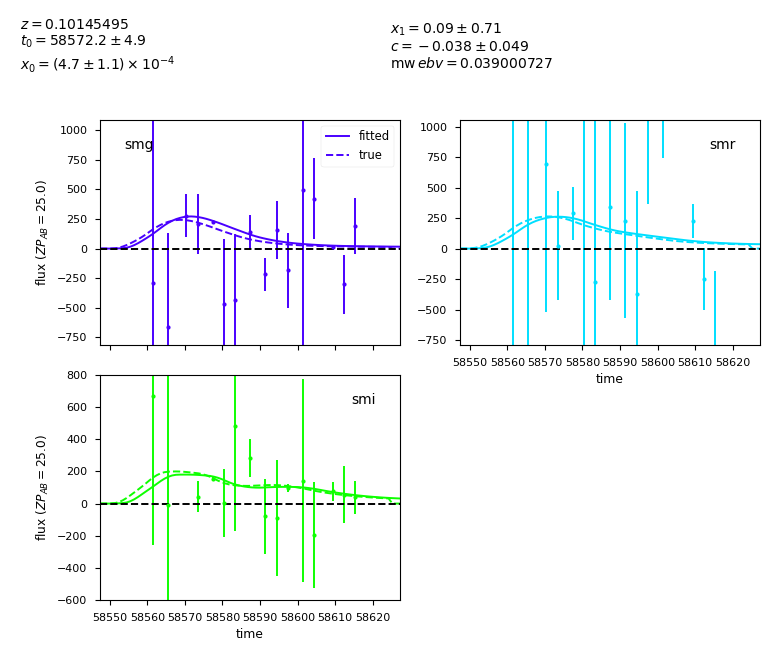 z = 0.10145495
t₀ = 58572.2 ± 4.9
x₀ = (4.7 ± 1.1) × 10⁻⁴
x₁ = 0.09 ± 0.71
c = −0.038 ± 0.049
mw ebv = 0.039000727
smg
fitted
true
1000
750
500
250
0
−250
−500
−750
flux (ZP_AB = 25.0)
smr
1000
750
500
250
0
−250
−500
−750
58550 58560 58570 58580 58590 58600 58610 58620
time
smi
800
600
400
200
0
−200
−400
−600
flux (ZP_AB = 25.0)
58550 58560 58570 58580 58590 58600 58610 58620
time